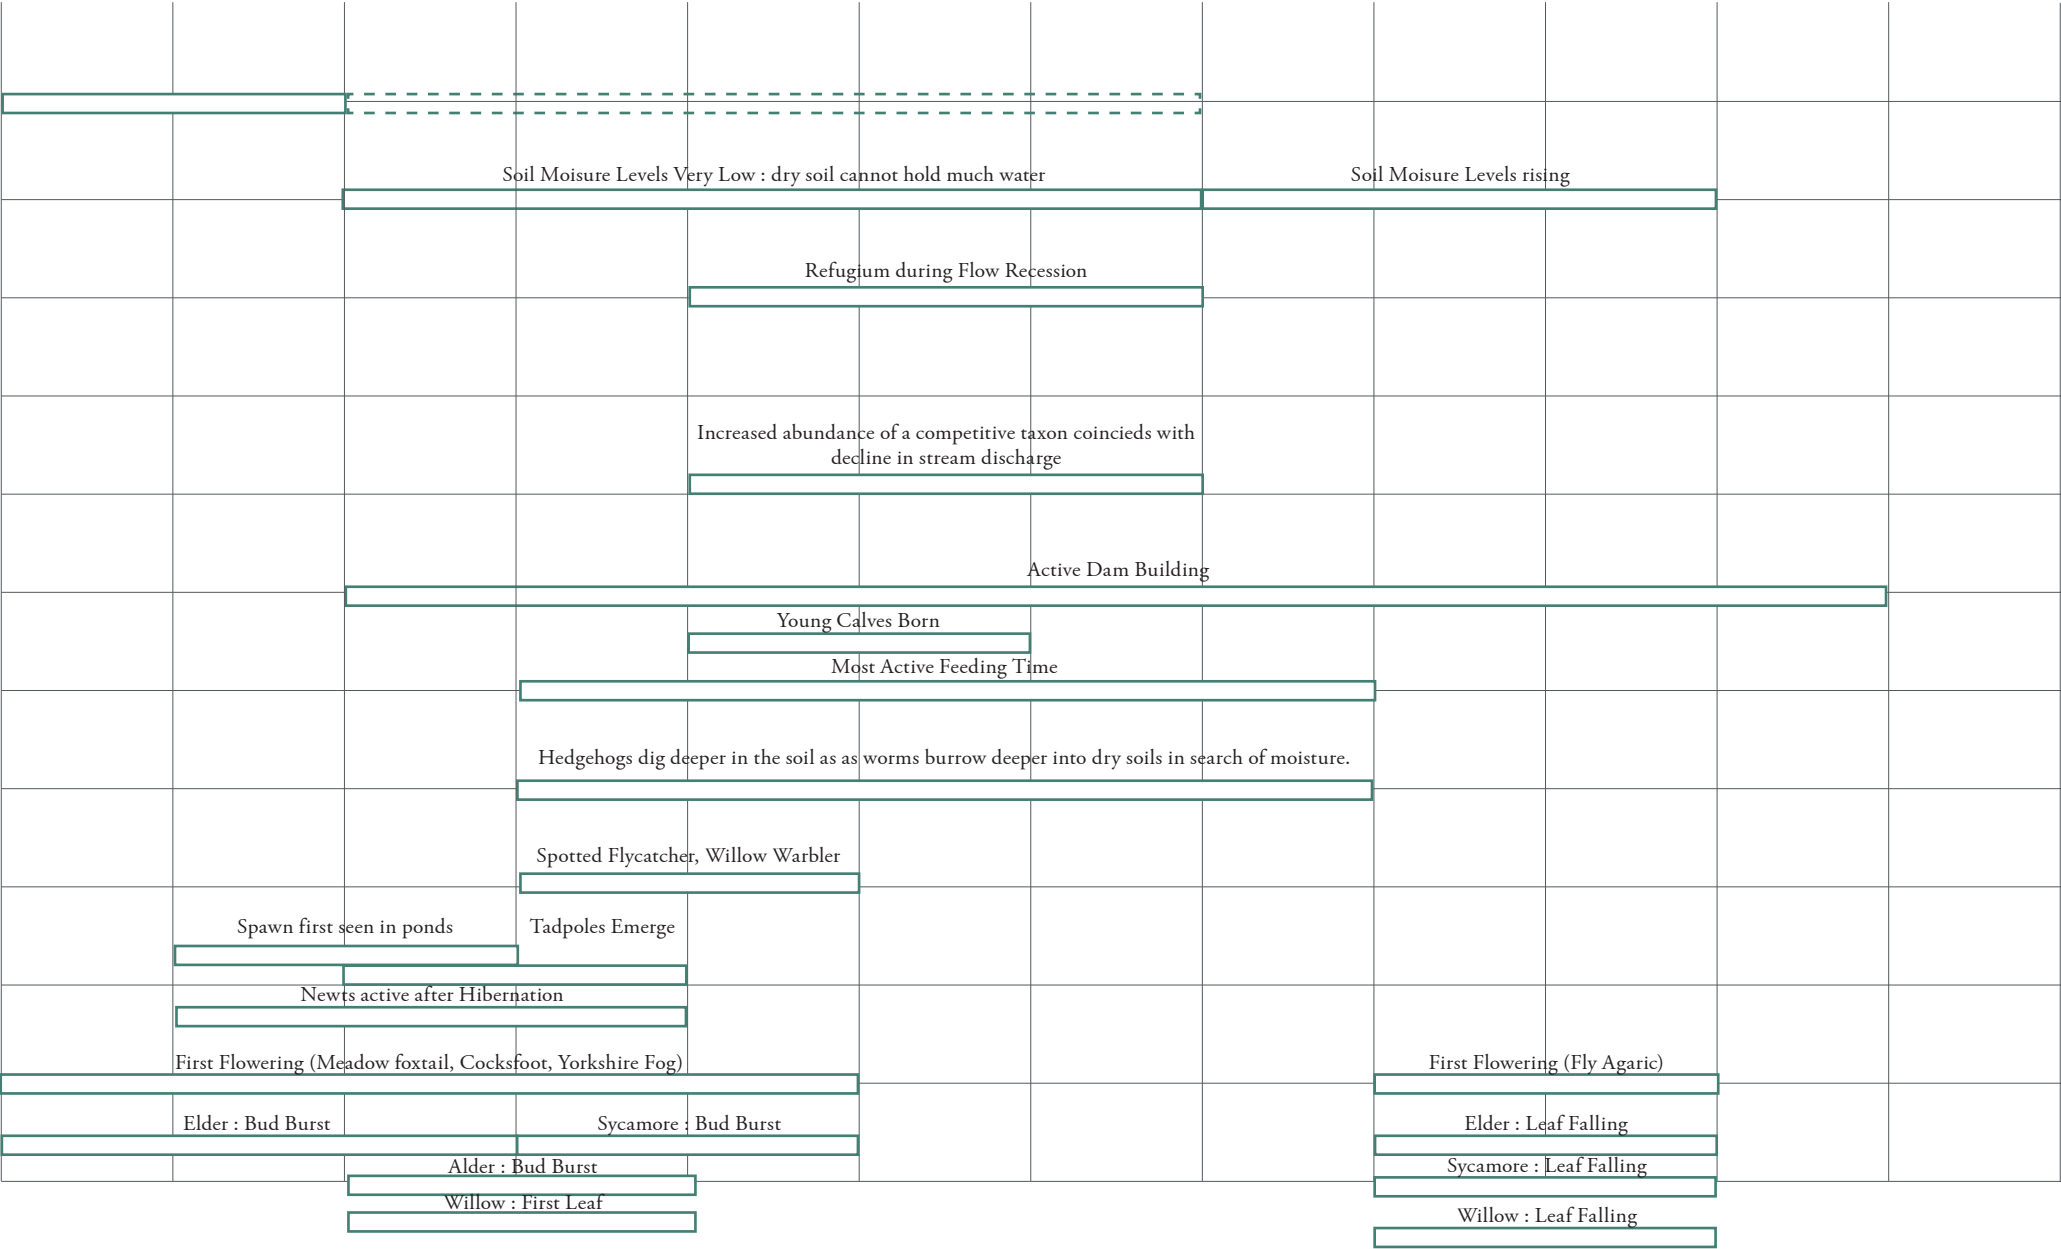 Soil Moisure Levels Very Low : dry soil cannot hold much water
Soil Moisure Levels rising
Refugium during Flow Recession
Increased abundance of a competitive taxon coincieds with
decline in stream discharge
Active Dam Building
Young Calves Born
Most Active Feeding Time
Hedgehogs dig deeper in the soil as as worms burrow deeper into dry soils in search of moisture.
Spotted Flycatcher, Willow Warbler
Spawn first seen in ponds
Tadpoles Emerge
Newts active after Hibernation
First Flowering (Meadow foxtail, Cocksfoot, Yorkshire Fog)
First Flowering (Fly Agaric)
Elder : Bud Burst
Sycamore : Bud Burst
Elder : Leaf Falling
Alder : Bud Burst
Sycamore : Leaf Falling
Willow : First Leaf
Willow : Leaf Falling